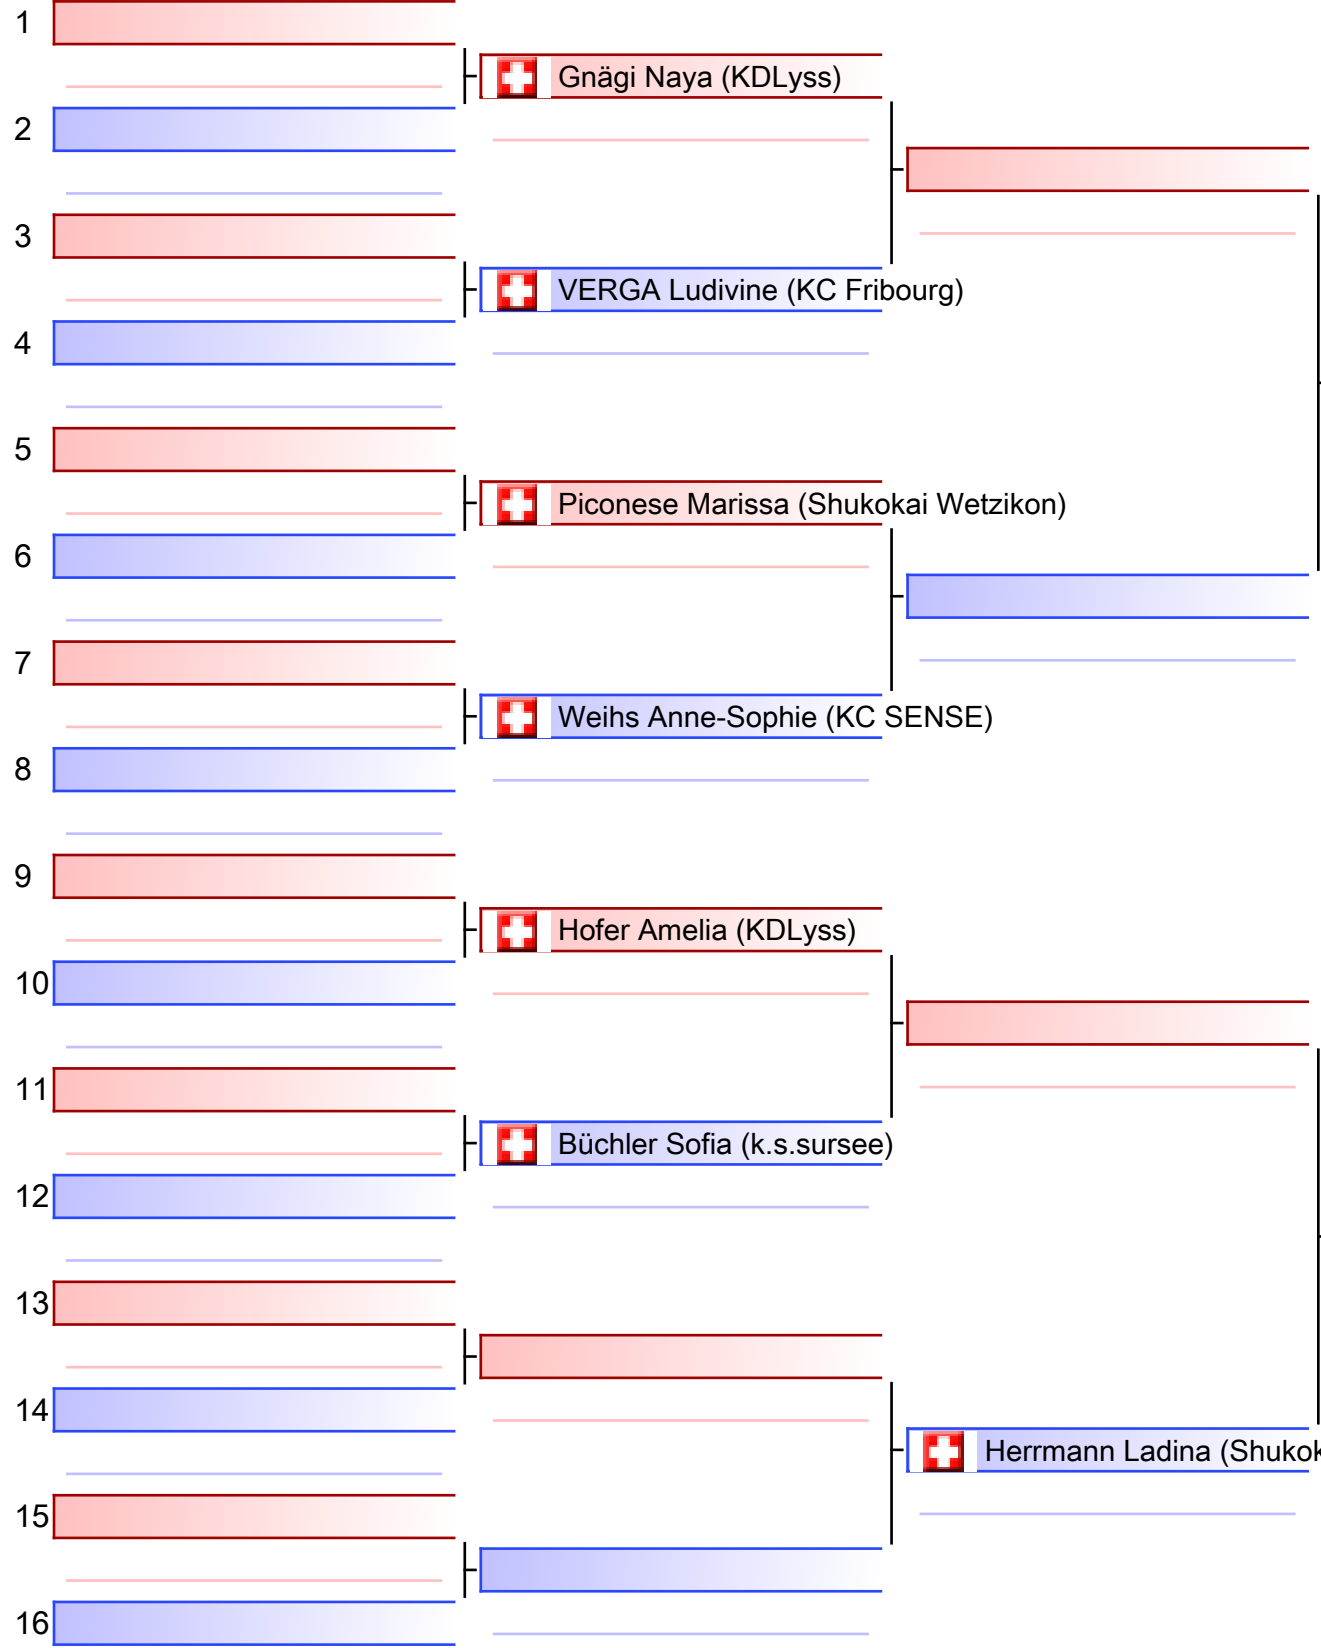 1
Gnägi Naya (KDLyss)
2
3
VERGA Ludivine (KC Fribourg)
4
5
Piconese Marissa (Shukokai Wetzikon)
6
7
Weihs Anne-Sophie (KC SENSE)
8
9
Hofer Amelia (KDLyss)
10
11
Büchler Sofia (k.s.sursee)
12
13
14
Herrmann Ladina (Shukok
15
16